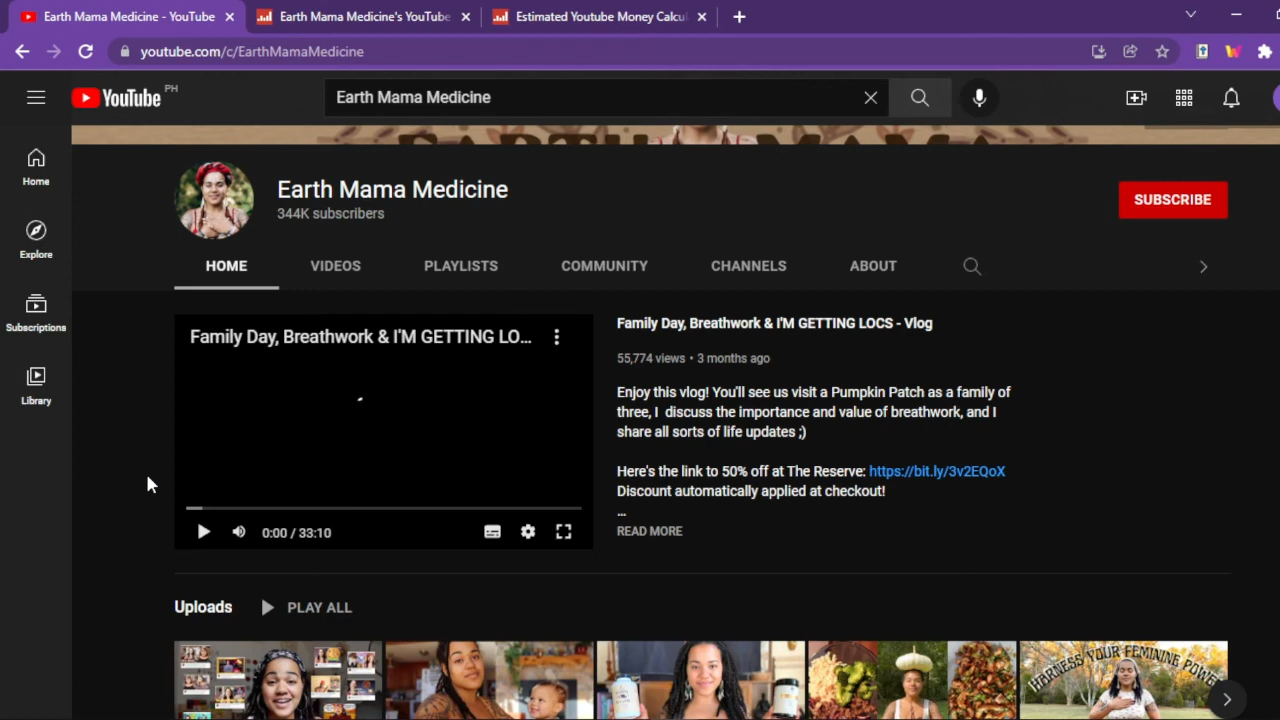 Earth Mama Medicine - YouTube
Earth Mama Medicine's YouTube
Estimated Youtube Money Calcu
youtube.com/c/EarthMamaMedicine
YouTube PH
Earth Mama Medicine
EARTH MAMA
Home
Explore
Subscriptions
Library
Earth Mama Medicine
344K subscribers
SUBSCRIBE
HOME
VIDEOS
PLAYLISTS
COMMUNITY
CHANNELS
ABOUT
Family Day, Breathwork & I'M GETTING LO...
0:00 / 33:10
Family Day, Breathwork & I'M GETTING LOCS - Vlog
55,774 views • 3 months ago
Enjoy this vlog! You'll see us visit a Pumpkin Patch as a family of
three, I discuss the importance and value of breathwork, and I
share all sorts of life updates ;)
Here's the link to 50% off at The Reserve: https://bit.ly/3v2EQoX
Discount automatically applied at checkout!
...
READ MORE
Uploads
PLAY ALL
HARNESS YOUR FEMININE POWER